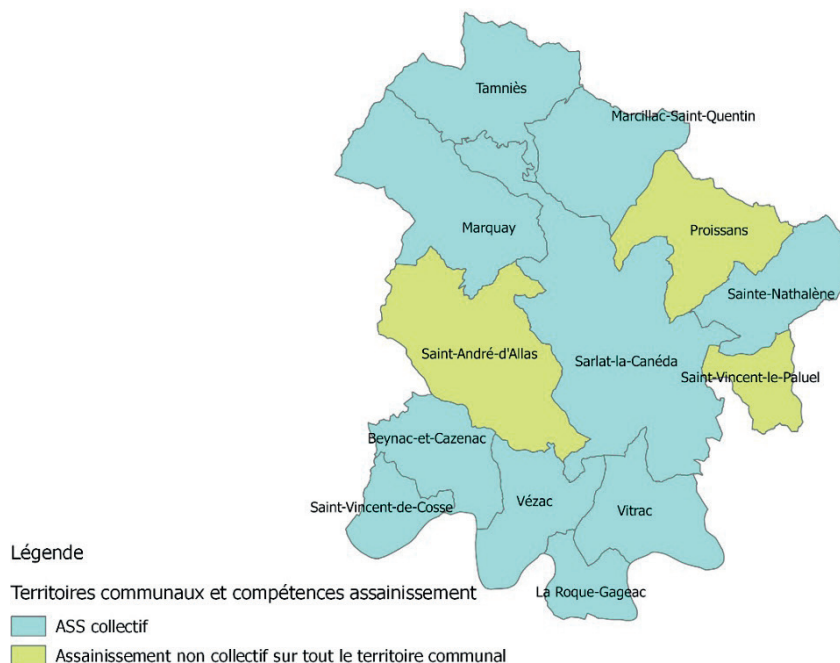 Tamniès
Marcillac-Saint-Quentin
Marquay
Proissans
Sainte-Nathalène
Saint-André-d'Allas
Sarlat-la-Canéda
Saint-Vincent-le-Paluel
Beynac-et-Cazenac
Saint-Vincent-de-Cosse
Vézac
Vitrac
La Roque-Gageac
Légende
Territoires communaux et compétences assainissement
ASS collectif
Assainissement non collectif sur tout le territoire communal